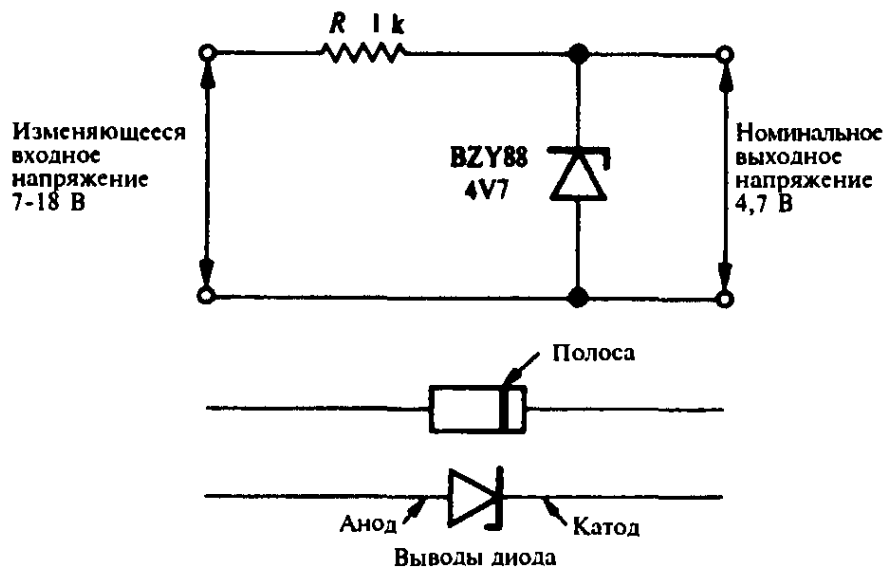 R 1 k
Изменяющееся
входное
напряжение
7-18 В
BZY88
4V7
Номинальное
выходное
напряжение
4,7 В
Полоса
Анод
Катод
Выводы диода